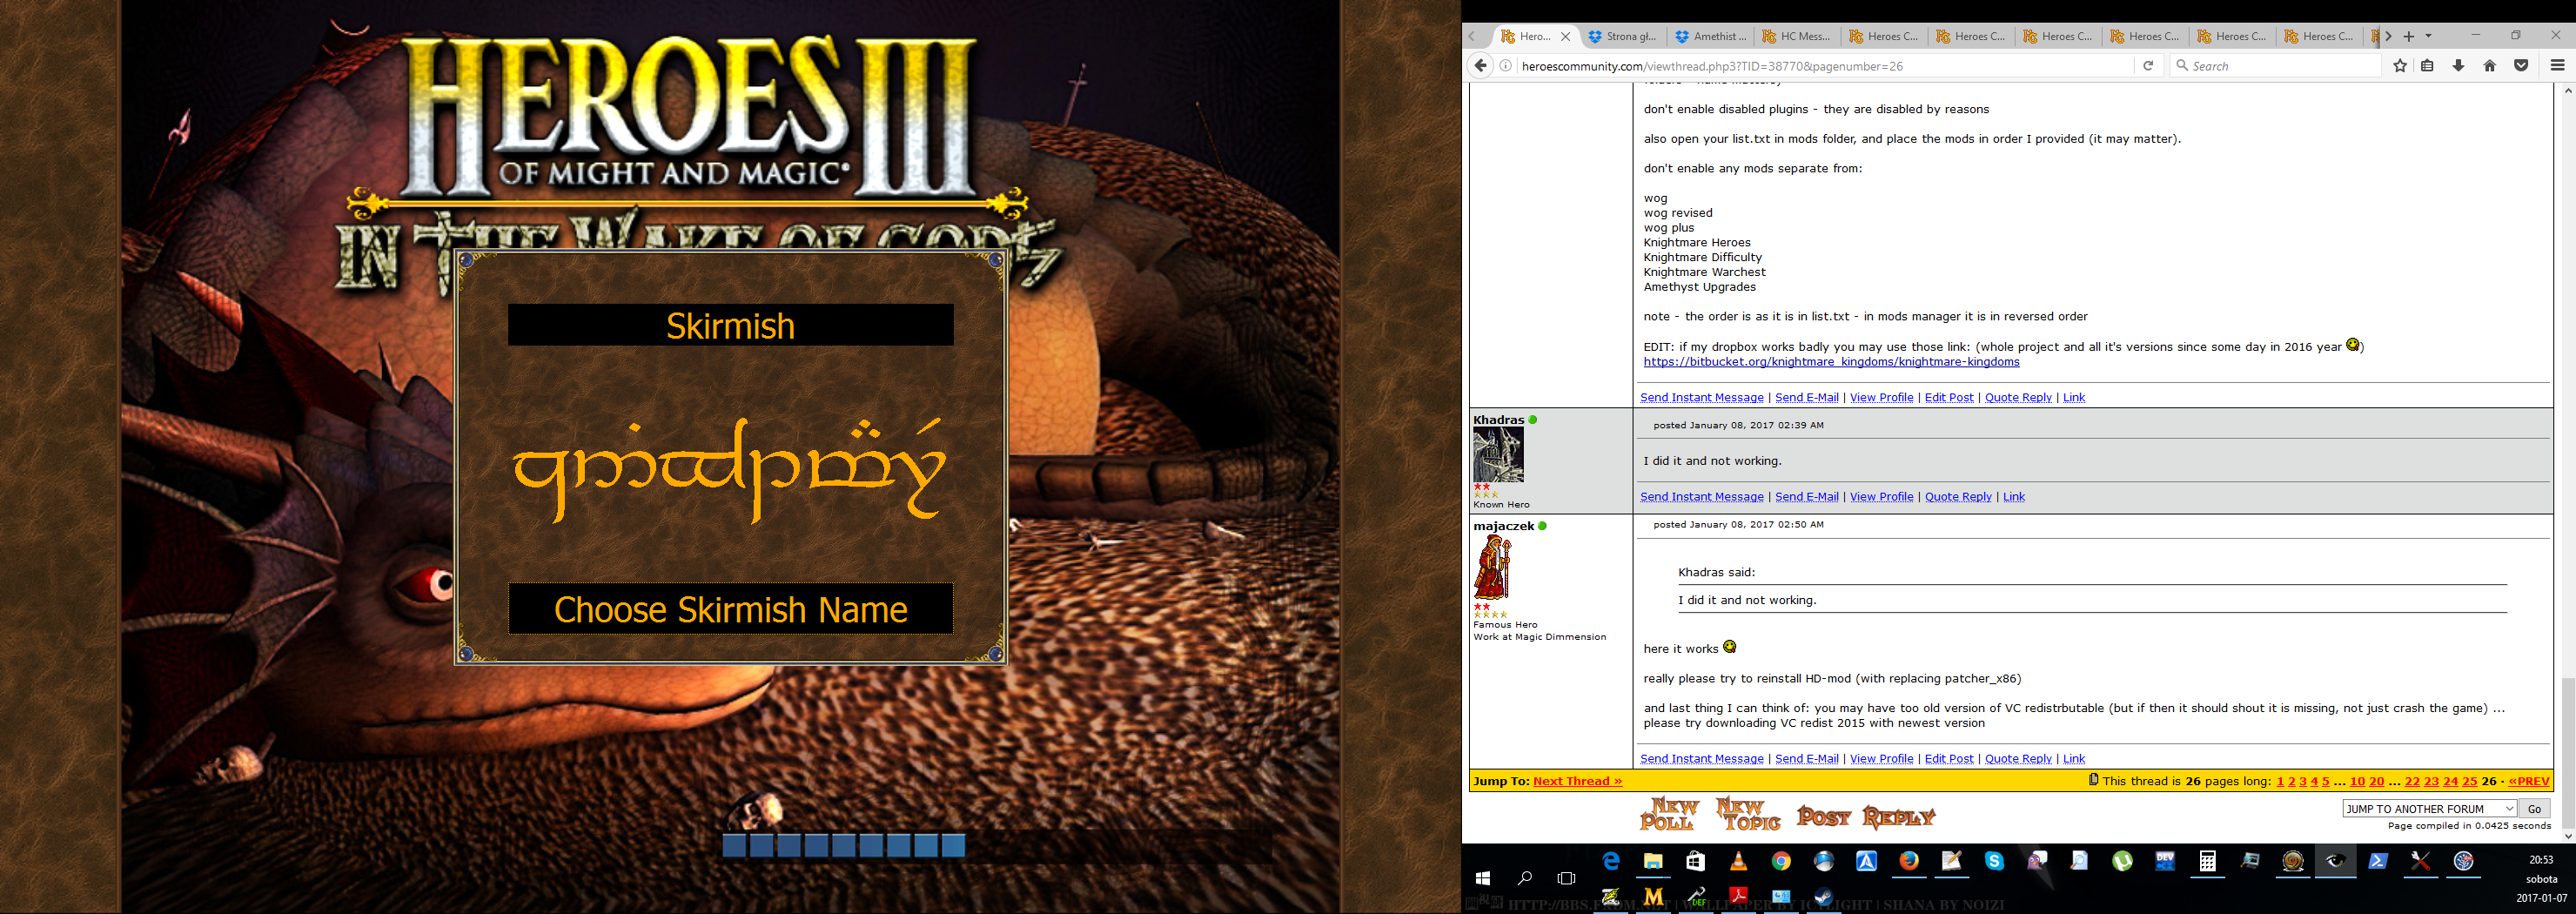 HEROES III
OF MIGHT AND MAGIC®
IN THE WAKE OF GODS
Skirmish
Choose Skirmish Name
Hero...
Strona gł...
Amethist ...
HC Mess...
Heroes C...
Heroes C...
Heroes C...
Heroes C...
Heroes C...
Heroes C...
heroescommunity.com/viewthread.php3?TID=38770&pagenumber=26
Search
don't enable disabled plugins - they are disabled by reasons
also open your list.txt in mods folder, and place the mods in order I provided (it may matter).
don't enable any mods separate from:
wog
wog revised
wog plus
Knightmare Heroes
Knightmare Difficulty
Knightmare Warchest
Amethyst Upgrades
note - the order is as it is in list.txt - in mods manager it is in reversed order
EDIT: if my dropbox works badly you may use those link: (whole project and all it's versions since some day in 2016 year )
https://bitbucket.org/knightmare_kingdoms/knightmare-kingdoms
Send Instant Message | Send E-Mail | View Profile | Edit Post | Quote Reply | Link
Khadras
Known Hero
posted January 08, 2017 02:39 AM
I did it and not working.
Send Instant Message | Send E-Mail | View Profile | Quote Reply | Link
majaczek
Famous Hero
Work at Magic Dimmension
posted January 08, 2017 02:50 AM
Khadras said:
I did it and not working.
here it works
really please try to reinstall HD-mod (with replacing patcher_x86)
and last thing I can think of: you may have too old version of VC redistrbutable (but if then it should shout it is missing, not just crash the game) ...
please try downloading VC redist 2015 with newest version
Send Instant Message | Send E-Mail | View Profile | Edit Post | Quote Reply | Link
Jump To: Next Thread »
This thread is 26 pages long: 1 2 3 4 5 ... 10 20 ... 22 23 24 25 26 · «PREV
NEW POLL
NEW TOPIC
POST REPLY
JUMP TO ANOTHER FORUM
Go
Page compiled in 0.0425 seconds
20:53
sobota
2017-01-07